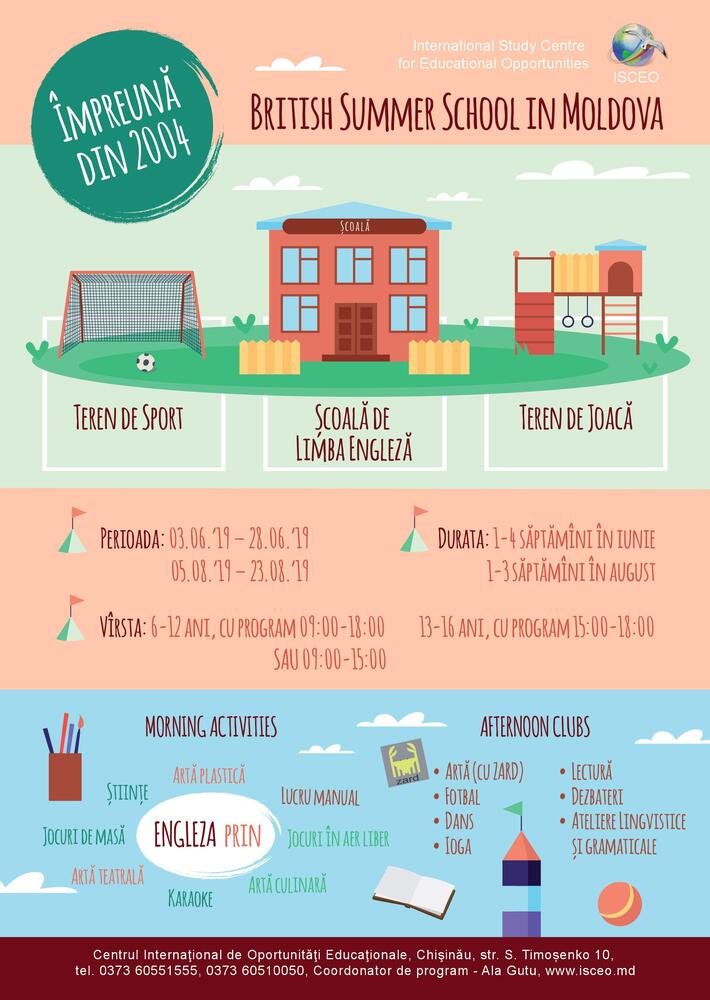 International Study Centre
for Educational Opportunities
ISCEO
ÎMPREUNĂ
DIN 2004
BRITISH SUMMER SCHOOL IN MOLDOVA
ȘCOALĂ
TEREN DE SPORT
ȘCOALĂ DE
LIMBA ENGLEZĂ
TEREN DE JOACĂ
PERIOADA: 03.06.'19 – 28.06.'19
05.08.'19 – 23.08.'19
DURATA: 1-4 SĂPTĂMÎNI ÎN IUNIE
1-3 SĂPTĂMÎNI ÎN AUGUST
VÎRSTA: 6-12 ANI, CU PROGRAM 09:00-18:00
SAU 09:00-15:00
13-16 ANI, CU PROGRAM 15:00-18:00
MORNING ACTIVITIES
ARTĂ PLASTICĂ
ȘTIINȚE
LUCRU MANUAL
JOCURI DE MASĂ
ENGLEZA PRIN
JOCURI ÎN AER LIBER
ARTĂ TEATRALĂ
KARAOKE
ARTĂ CULINARĂ
AFTERNOON CLUBS
zard
• ARTĂ (CU ZARD)
• FOTBAL
• DANS
• IOGA
• LECTURĂ
• DEZBATERI
• ATELIERE LINGVISTICE
ȘI GRAMATICALE
Centrul Internaţional de Oportunităţi Educaţionale, Chişinău, str. S. Timoşenko 10,
tel. 0373 60551555, 0373 60510050, Coordonator de program - Ala Gutu, www.isceo.md